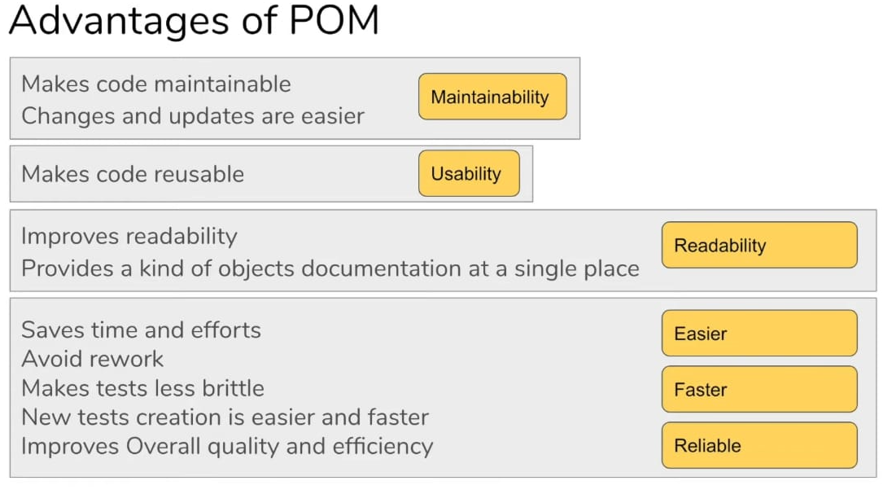 Advantages of POM
Makes code maintainable
Changes and updates are easier
Maintainability
Makes code reusable
Usability
Improves readability
Provides a kind of objects documentation at a single place
Readability
Saves time and efforts
Avoid rework
Makes tests less brittle
New tests creation is easier and faster
Improves Overall quality and efficiency
Easier
Faster
Reliable